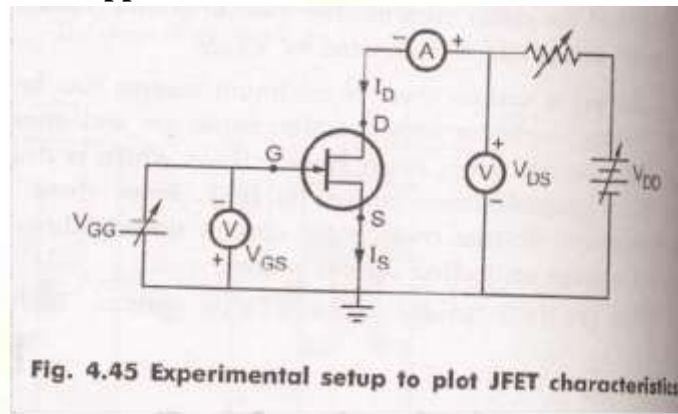 − A +
I_D
D
G
S
I_S
V_GG
−
V
+
V_GS
+
V
−
V_DS
V_DD
Fig. 4.45 Experimental setup to plot JFET characteristics